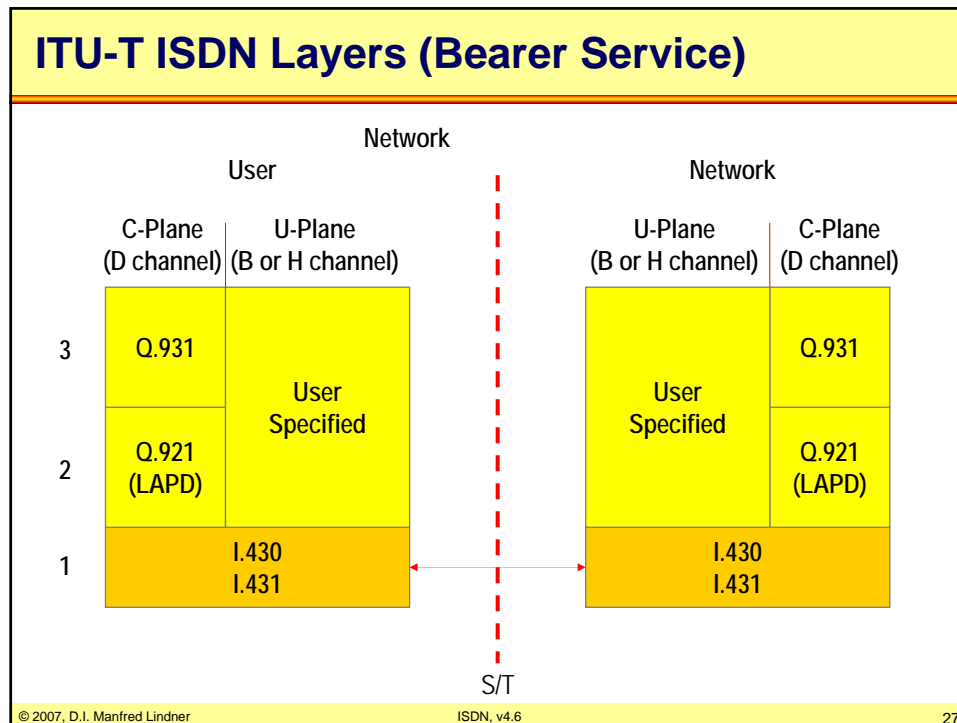 ITU-T ISDN Layers (Bearer Service)
Network
User
Network
C-Plane
(D channel)
U-Plane
(B or H channel)
U-Plane
(B or H channel)
C-Plane
(D channel)
3
Q.931
User
Specified
User
Specified
Q.931
2
Q.921
(LAPD)
Q.921
(LAPD)
1
I.430
I.431
I.430
I.431
S/T
© 2007, D.I. Manfred Lindner
ISDN, v4.6
27